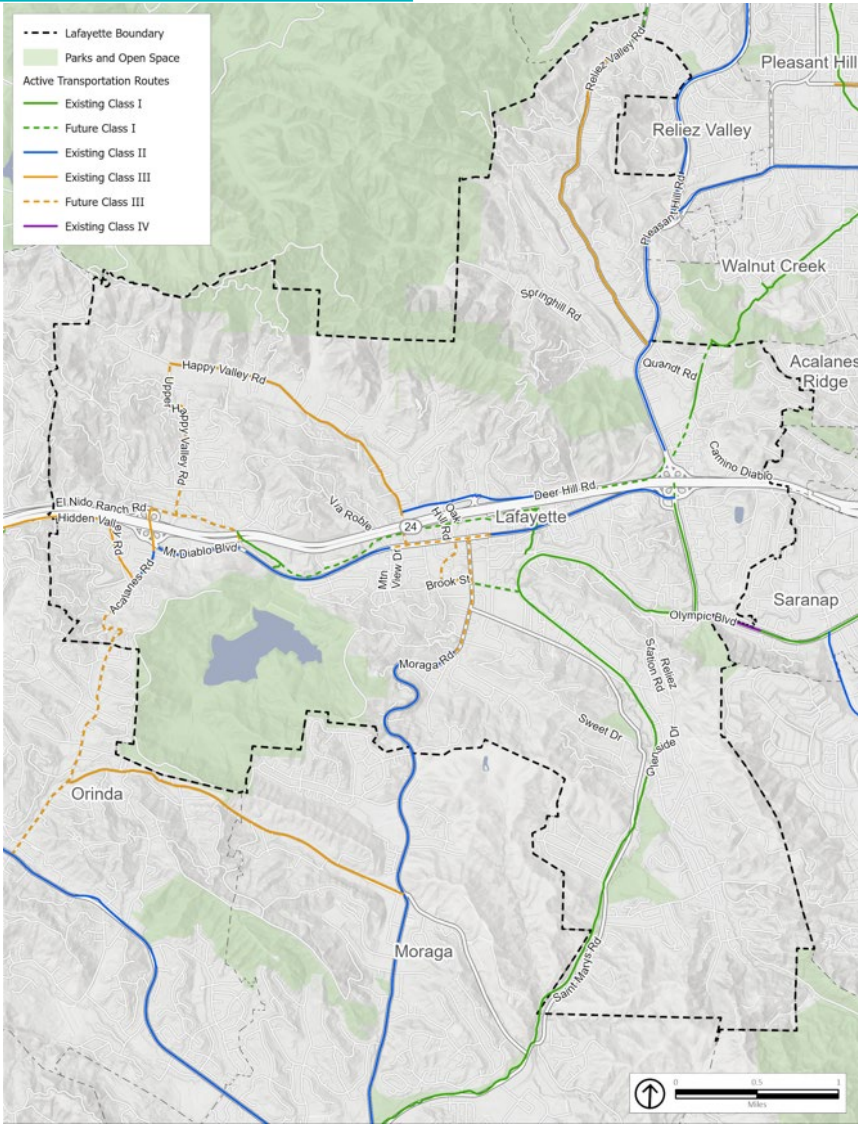 Lafayette Boundary
Parks and Open Space
Active Transportation Routes
Existing Class I
Future Class I
Existing Class II
Existing Class III
Future Class III
Existing Class IV
Reliez Valley Rd
Pleasant Hill
Reliez Valley
Pleasant Hill Rd
Walnut Creek
Springhill Rd
Quandt Rd
Acalanes
Ridge
Happy Valley Rd
Upper
Happy Valley Rd
Camino Diablo
Deer Hill Rd
El Nido Ranch Rd
Hidden Valley Rd
Via Roble
24
Oak
Hill Rd
Lafayette
Mt Diablo Blvd
Mtn
View Dr
Acalanes Rd
Brook St
Saranap
Olympic Blvd
Reliez
Station Rd
Moraga Rd
Sweet Dr
Glenside Dr
Orinda
Moraga
Saint Marys Rd
0 0.5 1
Miles